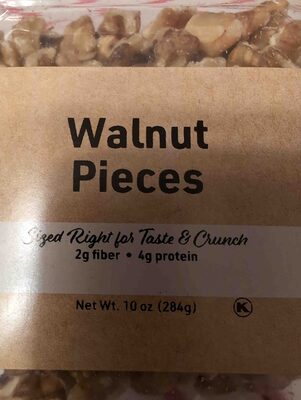 Walnut
Pieces
Sized Right for Taste & Crunch
2g fiber • 4g protein
Net Wt. 10 oz (284g)
K